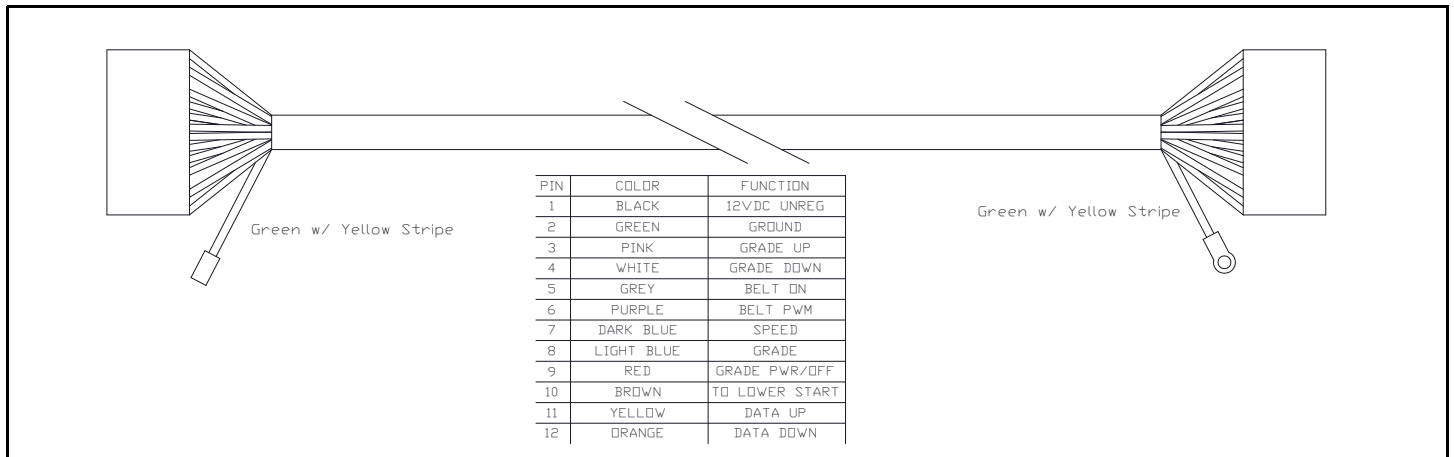 PIN COLOR FUNCTION
1 BLACK 12VDC UNREG
Green w/ Yellow Stripe
Green w/ Yellow Stripe
2 GREEN GROUND
3 PINK GRADE UP
4 WHITE GRADE DOWN
5 GREY BELT ON
6 PURPLE BELT PWM
7 DARK BLUE SPEED
8 LIGHT BLUE GRADE
9 RED GRADE PWR/OFF
10 BROWN TO LOWER START
11 YELLOW DATA UP
12 ORANGE DATA DOWN